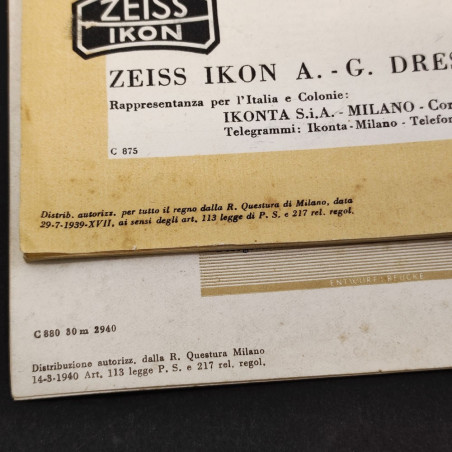 ZEISS
IKON
ZEISS IKON A.-G. DRES
Rappresentanza per l'Italia e Colonie:
IKONTA S.i.A. - MILANO - Cor
Telegrammi: Ikonta-Milano - Telefon
C 875
Distrib. autorizz. per tutto il regno dalla R. Questura di Milano, data
29-7-1939-XVII, ai sensi degli art. 113 legge di P. S. e 217 rel. regol.
ENTWURF BEUCKE
C 880 30 m 2940
Distribuzione autorizz. dalla R. Questura Milano
14-3-1940 Art. 113 legge P. S. e 217 rel. regol.